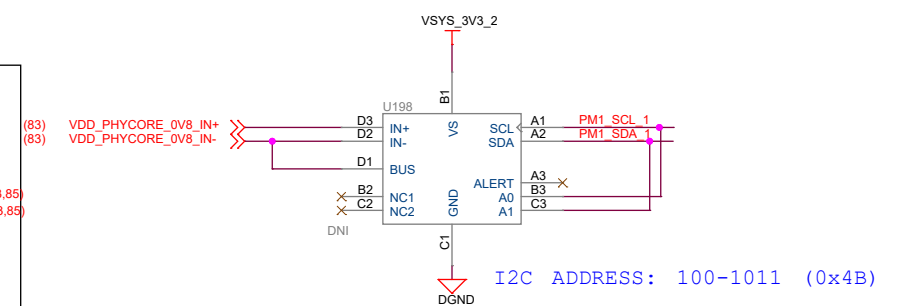 VSYS_3V3_2
U198
B1
VS
(83) VDD_PHYCORE_0V8_IN+ D3 IN+ SCL A1 PM1_SCL_1
(83) VDD_PHYCORE_0V8_IN- D2 IN- SDA A2 PM1_SDA_1
D1 BUS
ALERT A3
,85)
B2 NC1 A0 B3
3,85)
C2 NC2 A1 C3
GND
DNI
C1
I2C ADDRESS: 100-1011 (0x4B)
DGND